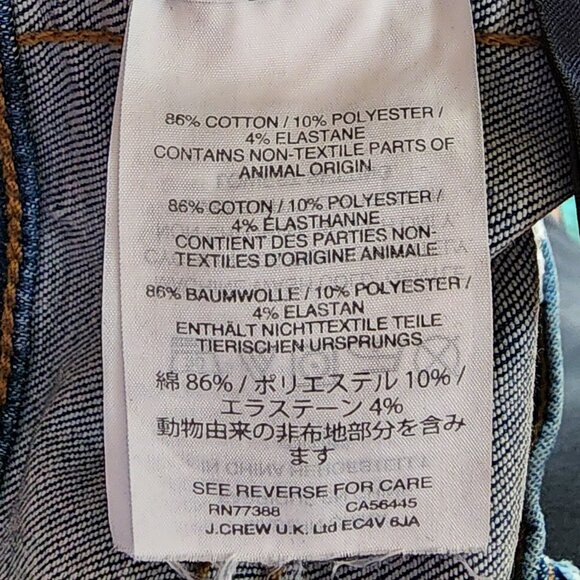 86% COTTON / 10% POLYESTER /
4% ELASTANE
CONTAINS NON-TEXTILE PARTS OF
ANIMAL ORIGIN
86% COTON / 10% POLYESTER /
4% ÉLASTHANNE
CONTIENT DES PARTIES NON-
TEXTILES D'ORIGINE ANIMALE
86% BAUMWOLLE / 10% POLYESTER /
4% ELASTAN
ENTHÄLT NICHTTEXTILE TEILE
TIERISCHEN URSPRUNGS
綿 86% / ポリエステル 10% /
エラステーン 4%
動物由来の非布地部分を含み
ます
SEE REVERSE FOR CARE
RN77388 CA56445
J.CREW U.K. Ltd EC4V 6JA